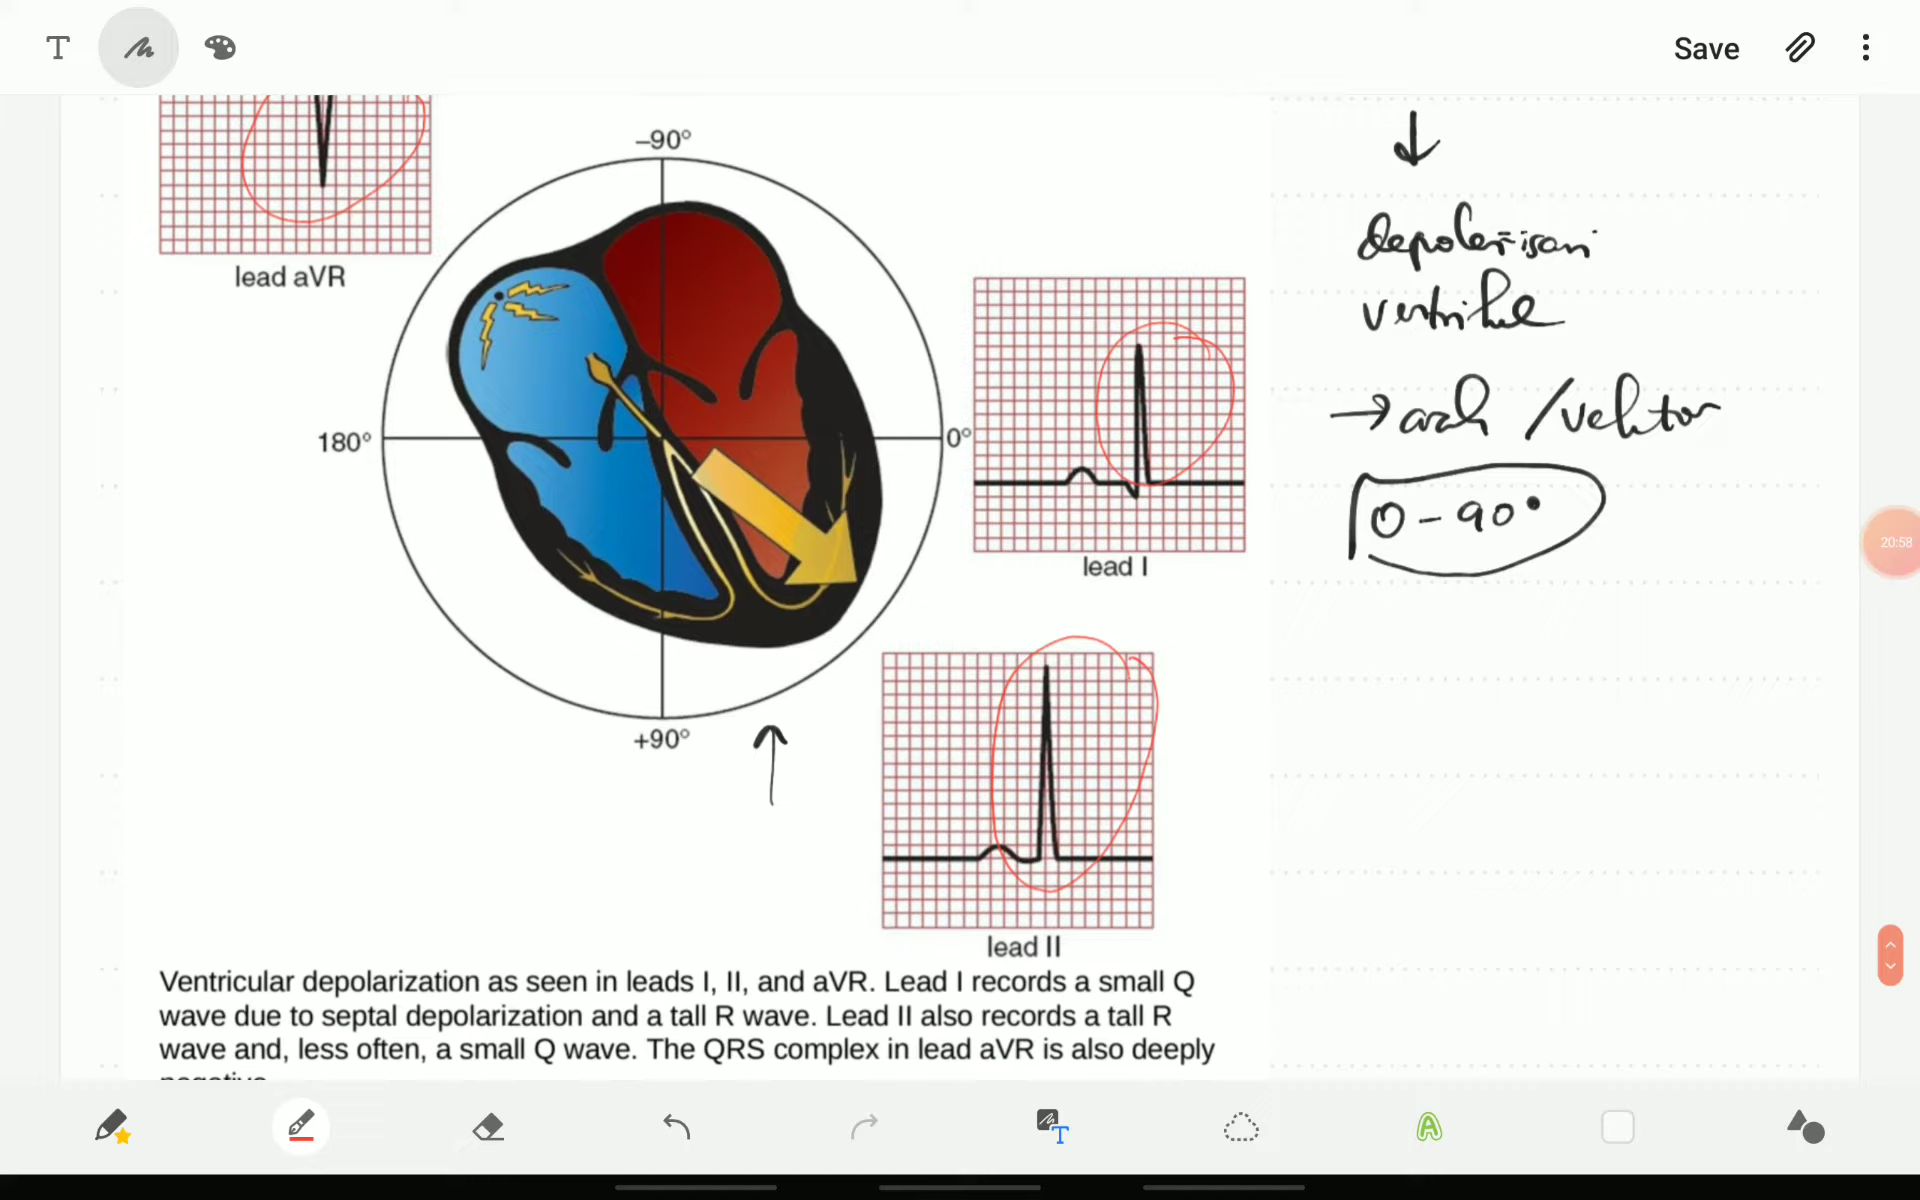 T
Save
-90°
lead aVR
depolarisasi
ventrikel
180°
0°
→ arah / vektor
0 - 90°
20:58
lead I
+90°
lead II
Ventricular depolarization as seen in leads I, II, and aVR. Lead I records a small Q
wave due to septal depolarization and a tall R wave. Lead II also records a tall R
wave and, less often, a small Q wave. The QRS complex in lead aVR is also deeply
T
A